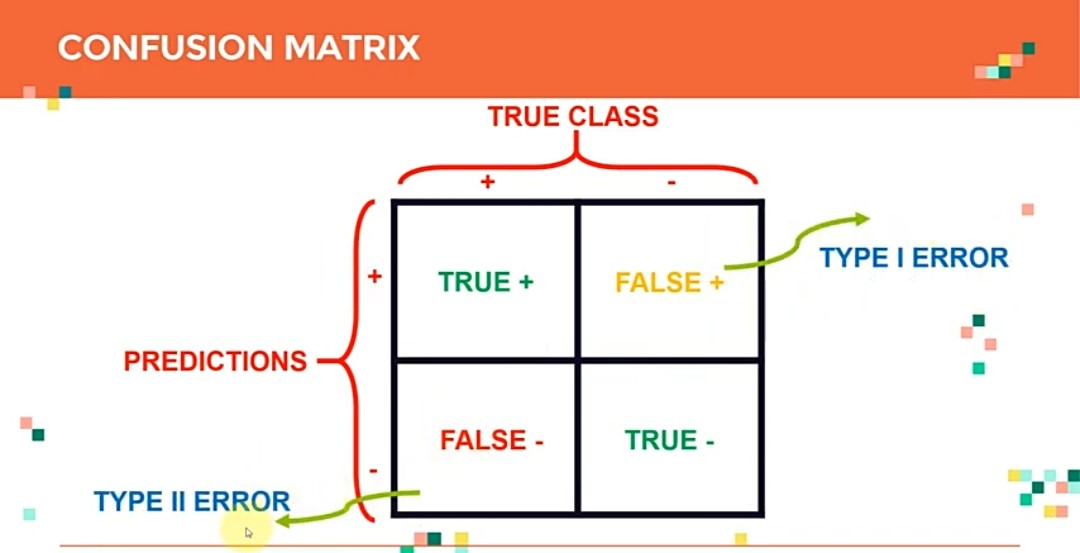 CONFUSION MATRIX
TRUE CLASS
+ -
+
TRUE +
FALSE +
TYPE I ERROR
PREDICTIONS
-
FALSE -
TRUE -
TYPE II ERROR